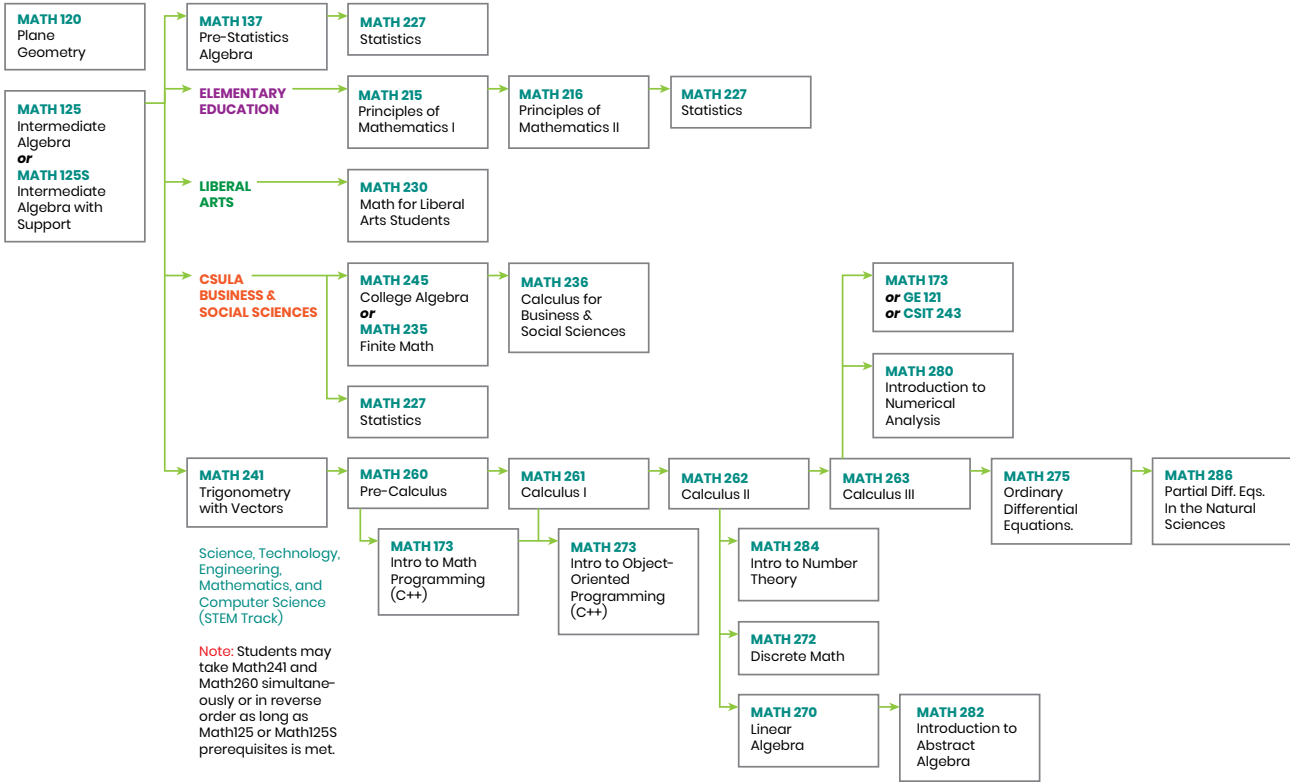 MATH 120
Plane
Geometry
MATH 125
Intermediate
Algebra
or
MATH 125S
Intermediate
Algebra with
Support
MATH 137
Pre-Statistics
Algebra
MATH 227
Statistics
ELEMENTARY
EDUCATION
MATH 215
Principles of
Mathematics I
MATH 216
Principles of
Mathematics II
MATH 227
Statistics
LIBERAL
ARTS
MATH 230
Math for Liberal
Arts Students
CSULA
BUSINESS &
SOCIAL SCIENCES
MATH 245
College Algebra
or
MATH 235
Finite Math
MATH 236
Calculus for
Business &
Social Sciences
MATH 227
Statistics
MATH 173
or GE 121
or CSIT 243
MATH 280
Introduction to
Numerical
Analysis
MATH 241
Trigonometry
with Vectors
MATH 260
Pre-Calculus
MATH 261
Calculus I
MATH 262
Calculus II
MATH 263
Calculus III
MATH 275
Ordinary
Differential
Equations.
MATH 286
Partial Diff. Eqs.
In the Natural
Sciences
MATH 173
Intro to Math
Programming
(C++)
MATH 273
Intro to Object-
Oriented
Programming
(C++)
MATH 284
Intro to Number
Theory
MATH 272
Discrete Math
MATH 270
Linear
Algebra
MATH 282
Introduction to
Abstract
Algebra
Science, Technology,
Engineering,
Mathematics, and
Computer Science
(STEM Track)
Note: Students may
take Math241 and
Math260 simultane-
ously or in reverse
order as long as
Math125 or Math125S
prerequisites is met.